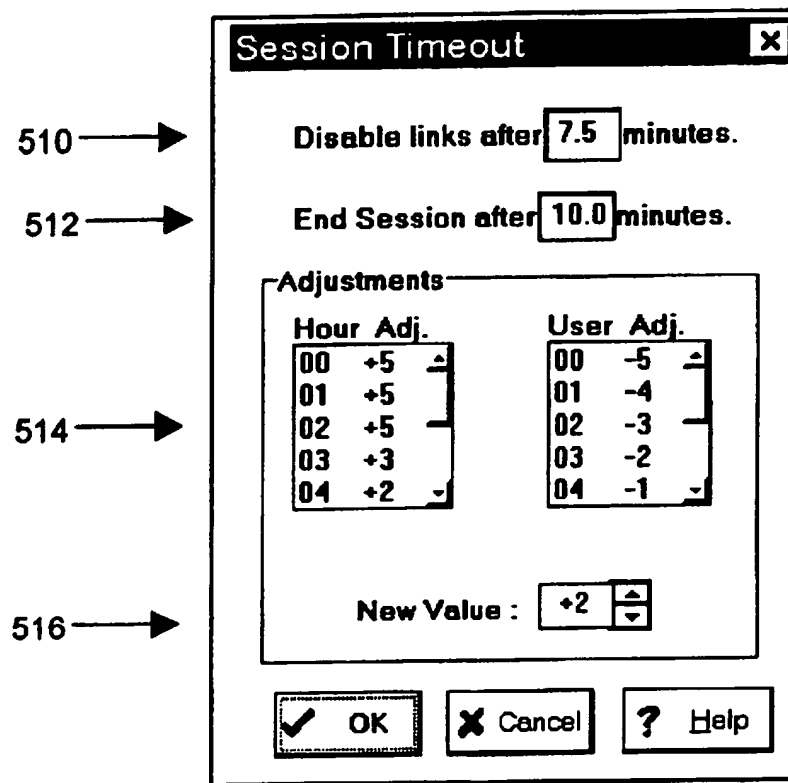 Session Timeout
510 Disable links after 7.5 minutes.
512 End Session after 10.0 minutes.
Adjustments
Hour Adj. User Adj.
00 +5 00 -5
01 +5 01 -4
514 02 +5 02 -3
03 +3 03 -2
04 +2 04 -1
516 New Value : +2
OK Cancel ? Help